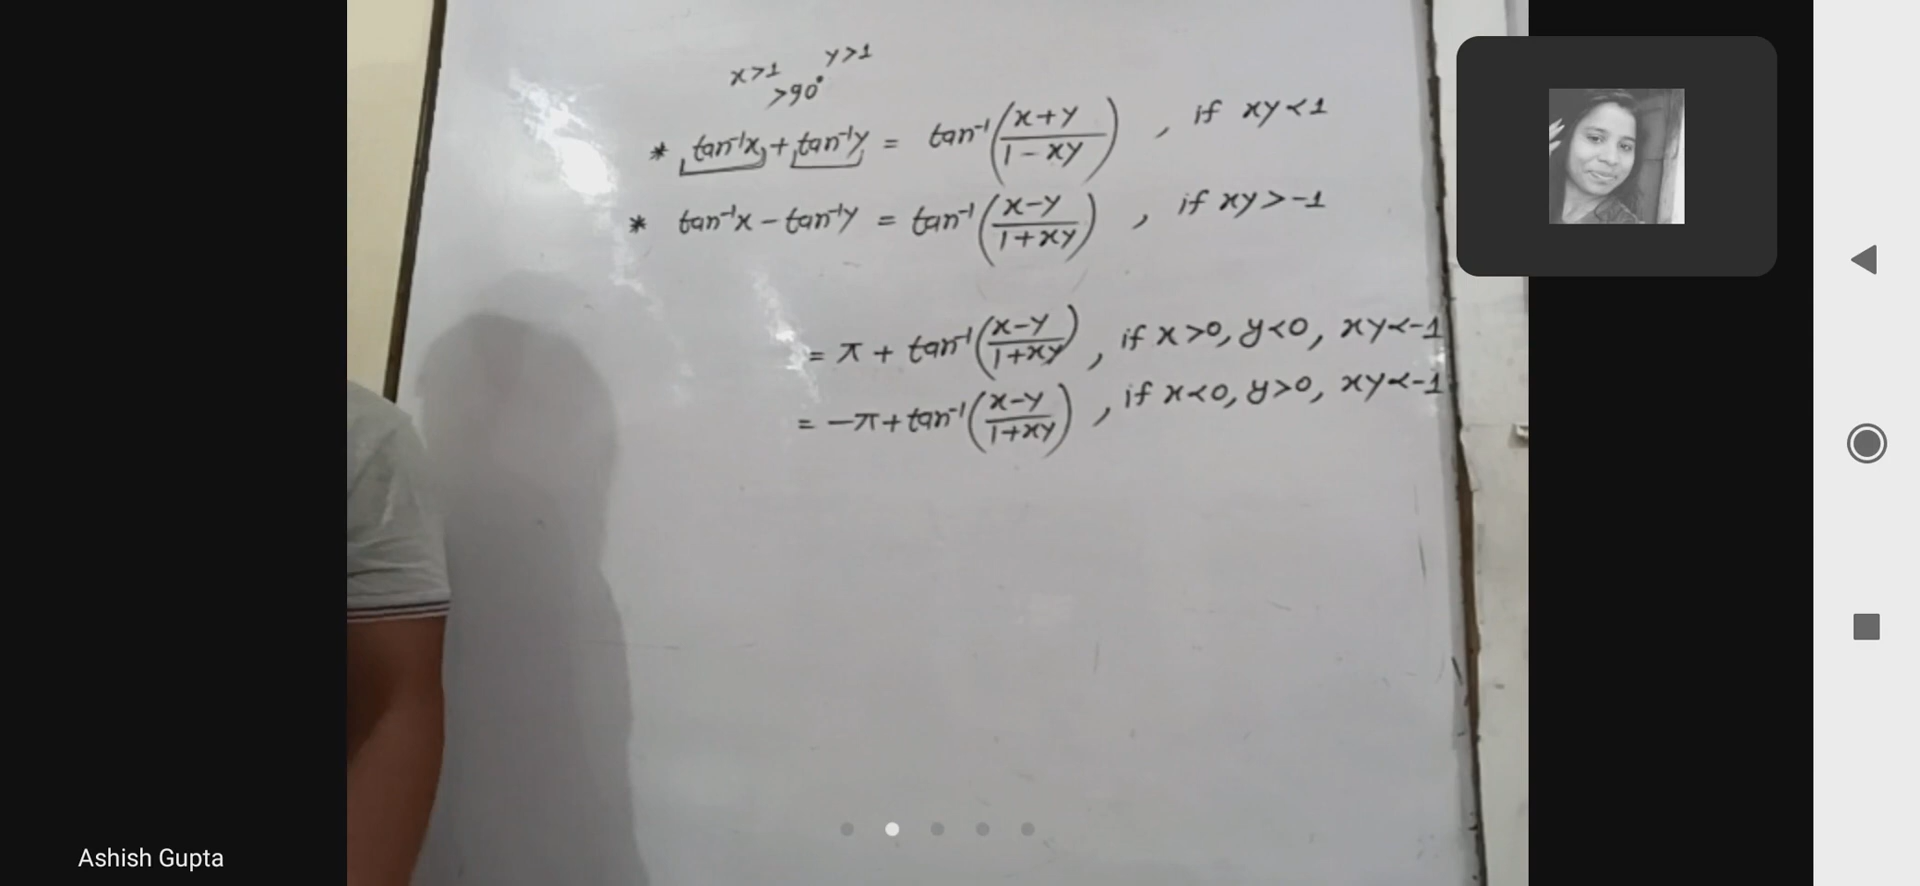 x>1 y>1
>90°
* tan⁻¹x + tan⁻¹y = tan⁻¹((x+y)/(1-xy)), if xy<1
* tan⁻¹x - tan⁻¹y = tan⁻¹((x-y)/(1+xy)), if xy>-1
= π + tan⁻¹((x-y)/(1+xy)), if x>0, y<0, xy<-1
= -π + tan⁻¹((x-y)/(1+xy)), if x<0, y>0, xy<-1
Ashish Gupta